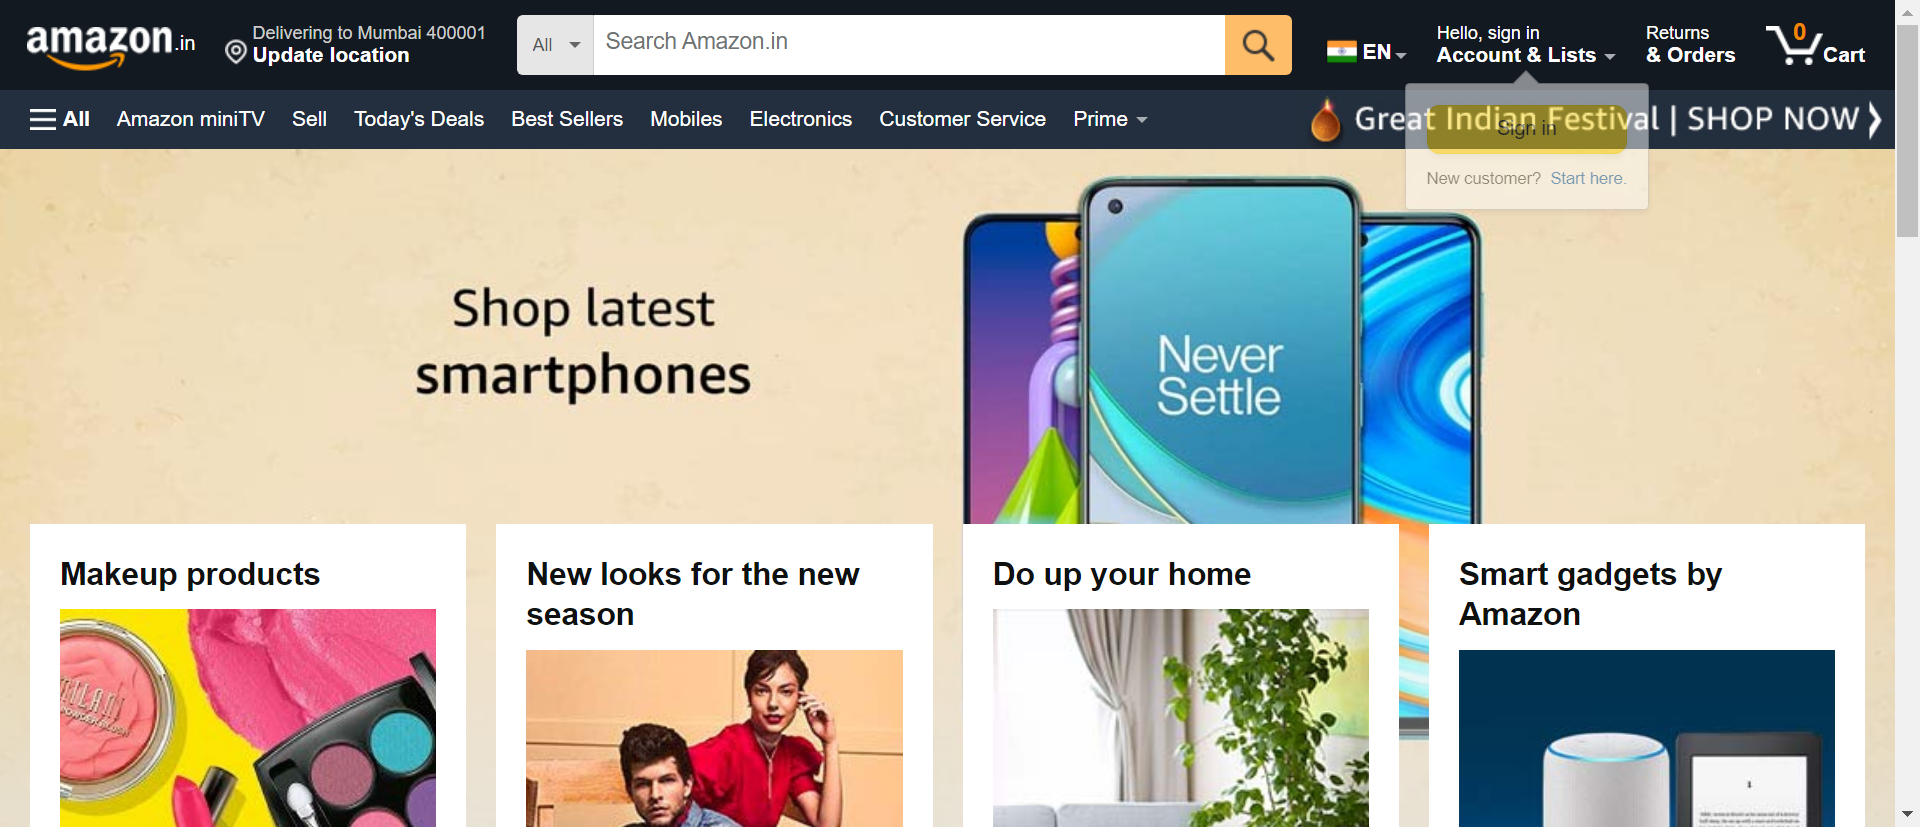 amazon.in
Delivering to Mumbai 400001
Update location
All
Search Amazon.in
EN
Hello, sign in
Account & Lists
Returns
& Orders
0
Cart
All
Amazon miniTV
Sell
Today's Deals
Best Sellers
Mobiles
Electronics
Customer Service
Prime
Great Indian Festival | SHOP NOW
Sign in
New customer? Start here.
Shop latest
smartphones
Never
Settle
Makeup products
New looks for the new
season
Do up your home
Smart gadgets by
Amazon
MILANI